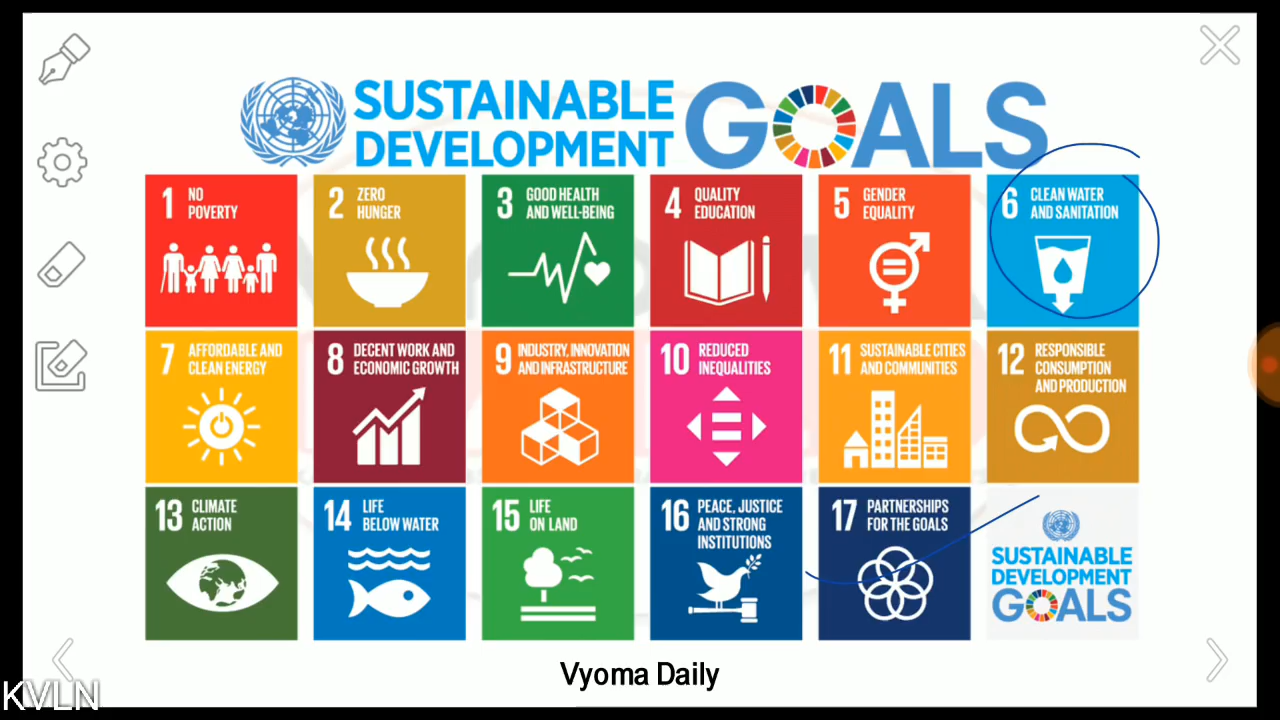 SUSTAINABLE
DEVELOPMENT
GOALS
1 NO
POVERTY
2 ZERO
HUNGER
3 GOOD HEALTH
AND WELL-BEING
4 QUALITY
EDUCATION
5 GENDER
EQUALITY
6 CLEAN WATER
AND SANITATION
7 AFFORDABLE AND
CLEAN ENERGY
8 DECENT WORK AND
ECONOMIC GROWTH
9 INDUSTRY, INNOVATION
AND INFRASTRUCTURE
10 REDUCED
INEQUALITIES
11 SUSTAINABLE CITIES
AND COMMUNITIES
12 RESPONSIBLE
CONSUMPTION
AND PRODUCTION
13 CLIMATE
ACTION
14 LIFE
BELOW WATER
15 LIFE
ON LAND
16 PEACE, JUSTICE
AND STRONG
INSTITUTIONS
17 PARTNERSHIPS
FOR THE GOALS
SUSTAINABLE
DEVELOPMENT
GOALS
Vyoma Daily
KVLN